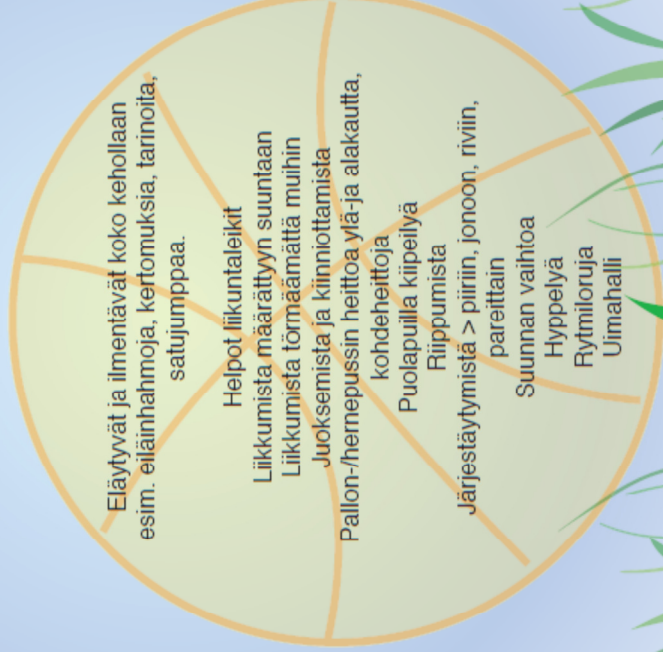 Eläytyvät ja ilmentävät koko kehollaan
esim. eiläinhahmoja, kertomuksia, tarinoita,
satujumppaa.
Helpot liikuntaleikit
Liikkumista määrättyyn suuntaan
Liikkumista törmäämättä muihin
Juoksemista ja kiinniottamista
Pallon-/hernepussin heittoa ylä-ja alakautta,
kohdeheittoja
Puolapuilla kiipeilyä
Riippumista
Järjestäytymistä > piiriin, jonoon, riviin,
pareittain
Suunnan vaihtoa
Hyppelyä
Rytmiloruja
Uimahalli